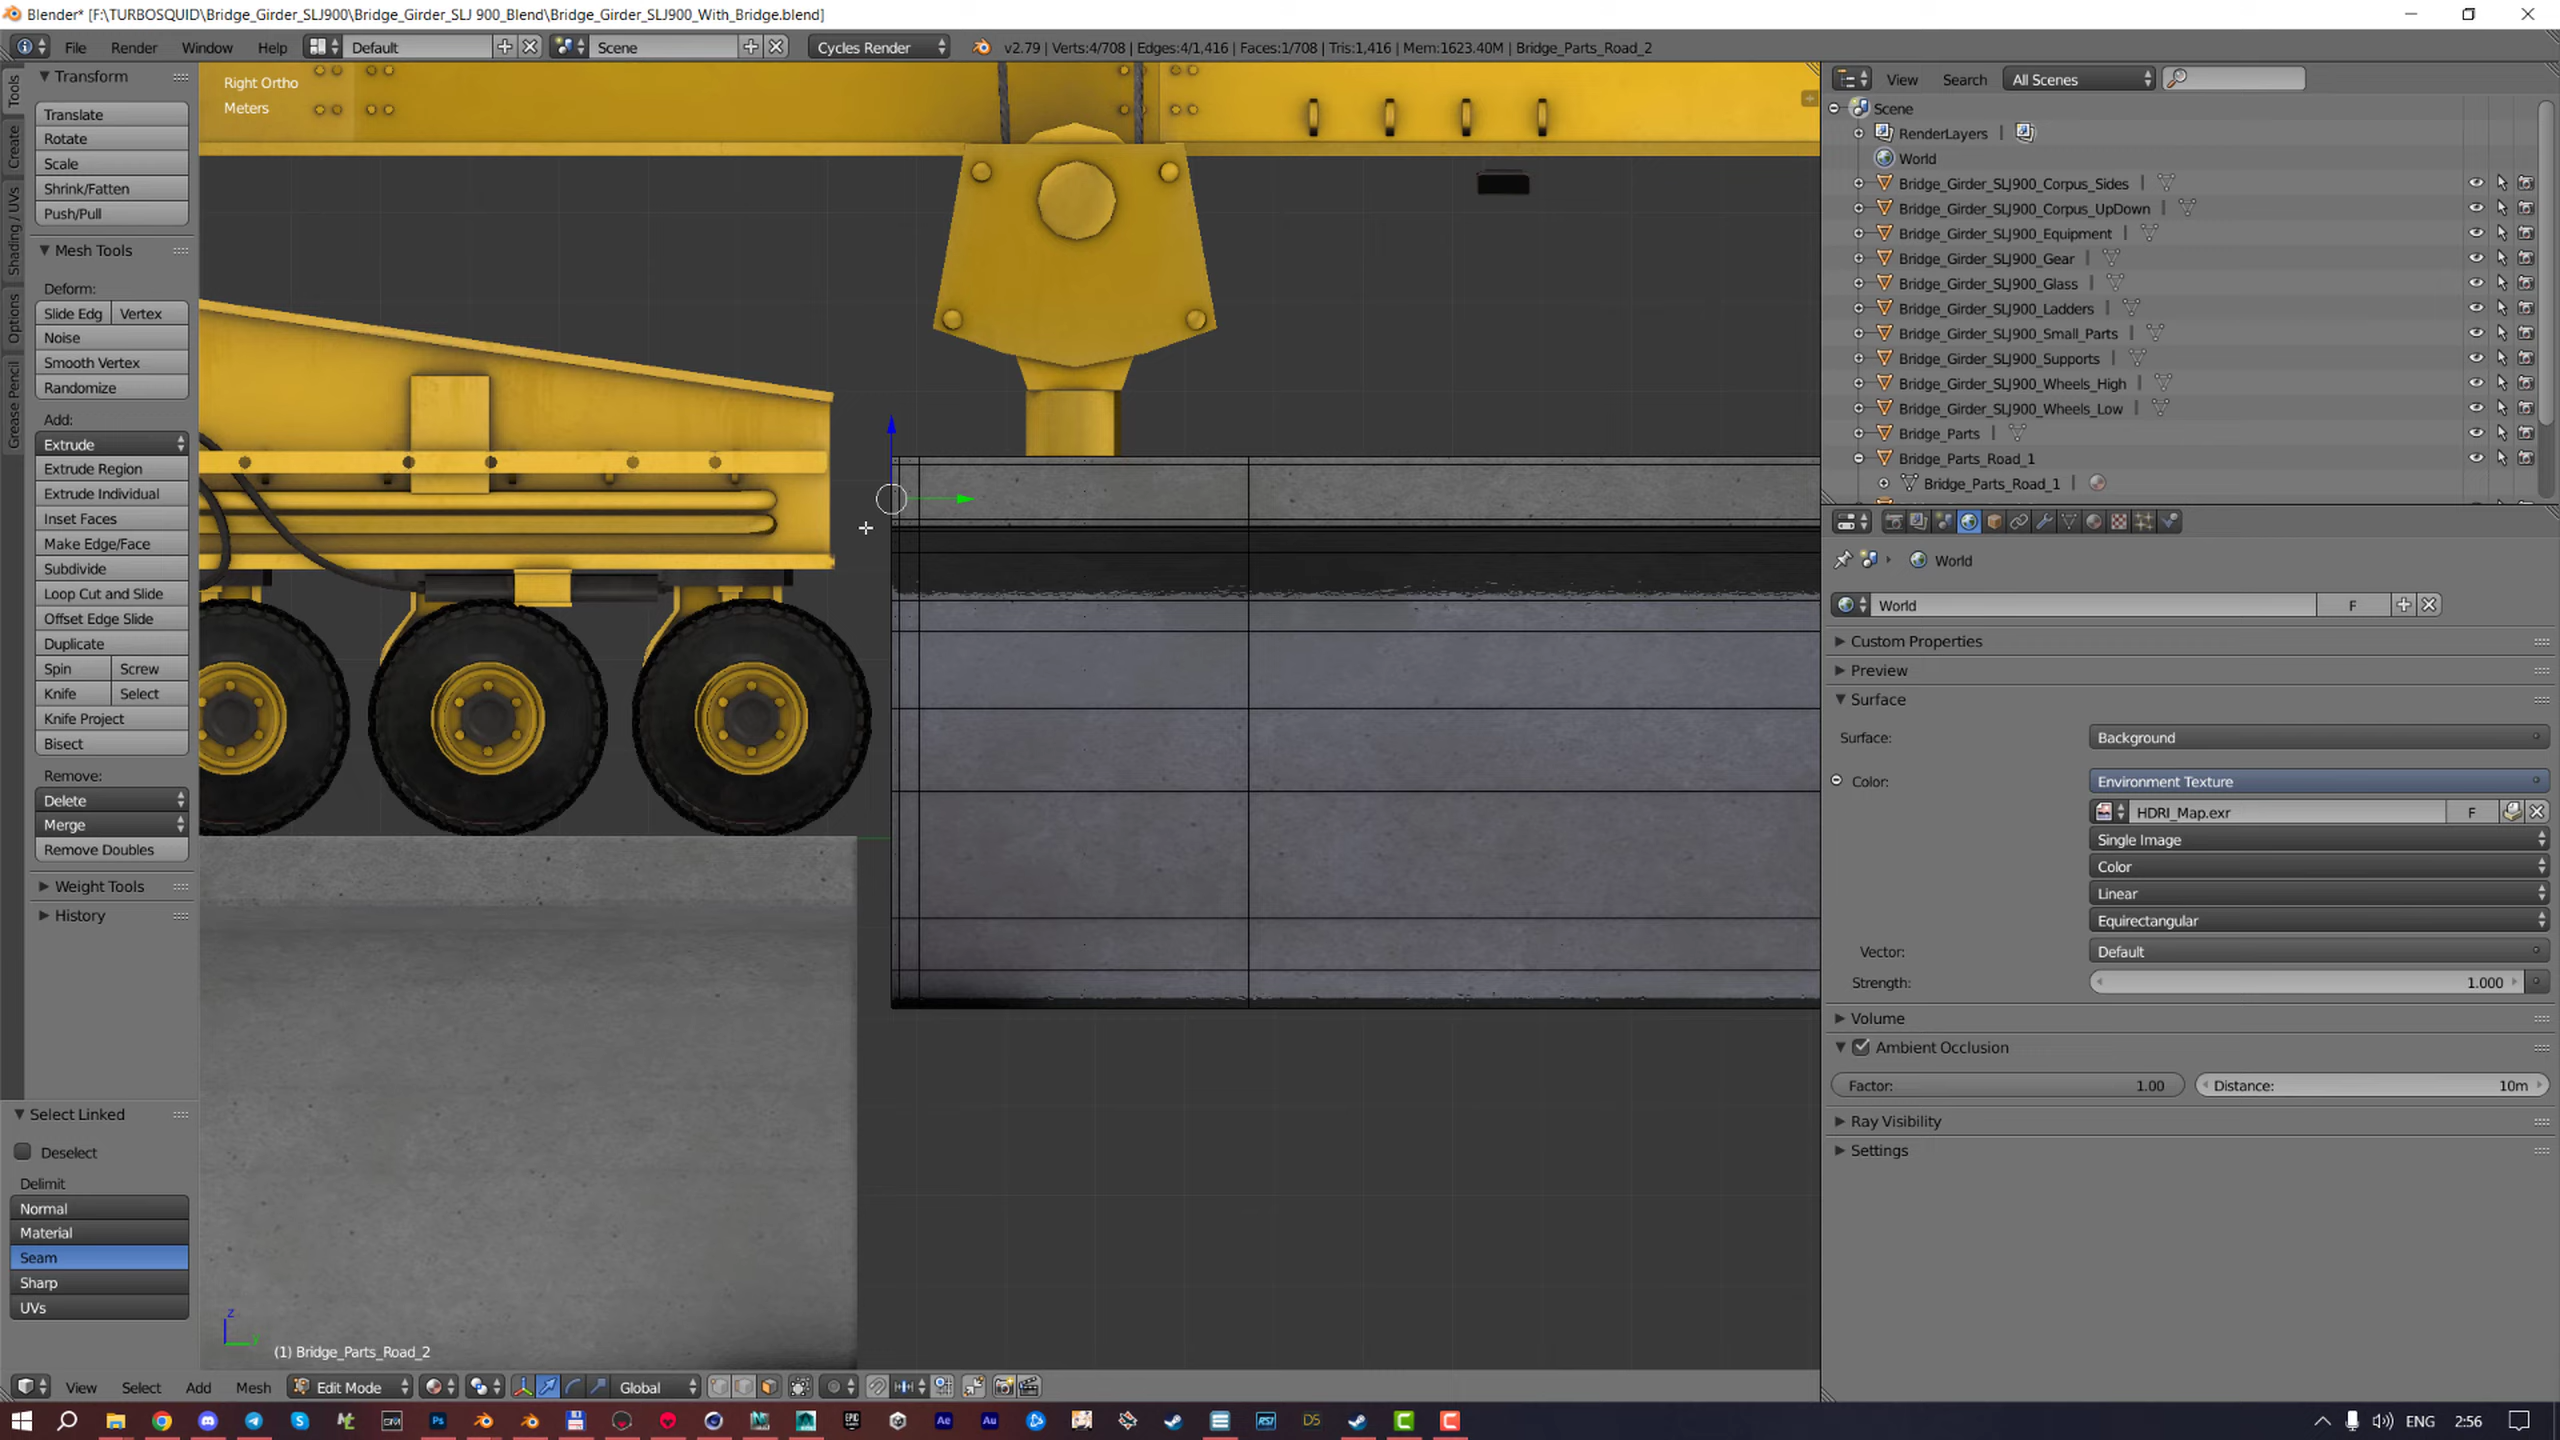 Blender* [F:\TURBOSQUID\Bridge_Girder_SLJ900\Bridge_Girder_SLJ 900_Blend\Bridge_Girder_SLJ900_With_Bridge.blend]
File Render Window Help Default Scene Cycles Render v2.79 | Verts:4/708 | Edges:4/1,416 | Faces:1/708 | Tris:1,416 | Mem:1623.40M | Bridge_Parts_Road_2
Tools
Create
Shading / UVs
Options
Grease Pencil
Transform
Translate
Rotate
Scale
Shrink/Fatten
Push/Pull
Mesh Tools
Deform:
Slide Edg Vertex
Noise
Smooth Vertex
Randomize
Add:
Extrude
Extrude Region
Extrude Individual
Inset Faces
Make Edge/Face
Subdivide
Loop Cut and Slide
Offset Edge Slide
Duplicate
Spin Screw
Knife Select
Knife Project
Bisect
Remove:
Delete
Merge
Remove Doubles
Weight Tools
History
Select Linked
Deselect
Delimit
Normal
Material
Seam
Sharp
UVs
Right Ortho
Meters
z
(1) Bridge_Parts_Road_2
View Select Add Mesh Edit Mode Global
View Search All Scenes
Scene
RenderLayers |
World
Bridge_Girder_SLJ900_Corpus_Sides |
Bridge_Girder_SLJ900_Corpus_UpDown |
Bridge_Girder_SLJ900_Equipment |
Bridge_Girder_SLJ900_Gear |
Bridge_Girder_SLJ900_Glass |
Bridge_Girder_SLJ900_Ladders |
Bridge_Girder_SLJ900_Small_Parts |
Bridge_Girder_SLJ900_Supports |
Bridge_Girder_SLJ900_Wheels_High |
Bridge_Girder_SLJ900_Wheels_Low |
Bridge_Parts |
Bridge_Parts_Road_1
Bridge_Parts_Road_1 |
World
World F
Custom Properties
Preview
Surface
Surface: Background
Color: Environment Texture
HDRI_Map.exr F
Single Image
Color
Linear
Equirectangular
Vector: Default
Strength: 1.000
Volume
Ambient Occlusion
Factor: 1.00 Distance: 10m
Ray Visibility
Settings
Ps EPIC GAMES Ae Au RSI DS C C ENG 2:56